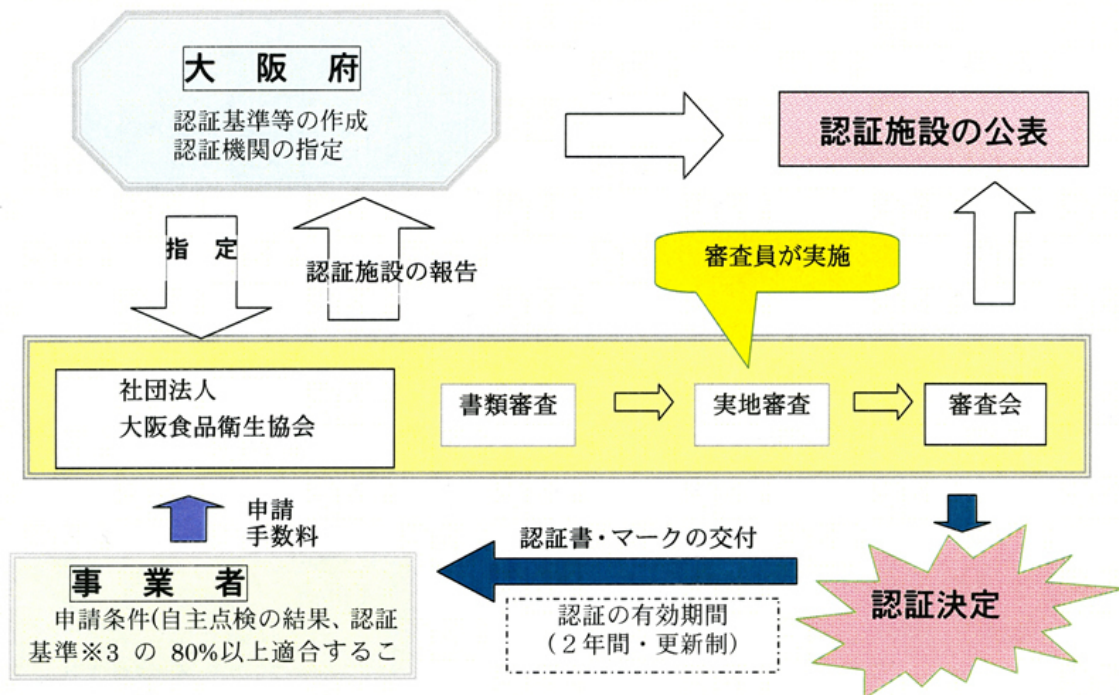 大阪府
認証基準等の作成
認証機関の指定
認証施設の公表
指定
認証施設の報告
審査員が実施
社団法人
大阪食品衛生協会
書類審査
実地審査
審査会
申請
手数料
認証書・マークの交付
認証決定
事業者
申請条件(自主点検の結果、認証
基準※3 の 80%以上適合するこ
認証の有効期間
(2年間・更新制)